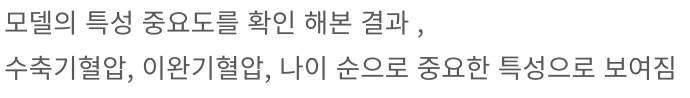 모델의 특성 중요도를 확인 해본 결과 ,
수축기혈압, 이완기혈압, 나이 순으로 중요한 특성으로 보여짐